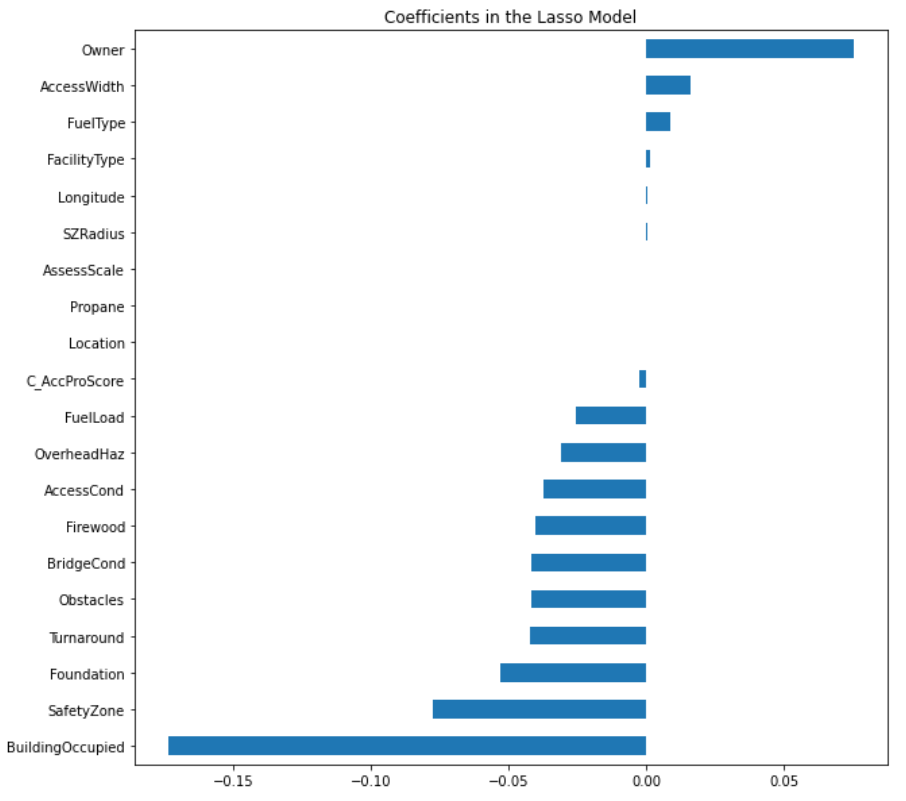 Coefficients in the Lasso Model
Owner
AccessWidth
FuelType
FacilityType
Longitude
SZRadius
AssessScale
Propane
Location
C_AccProScore
FuelLoad
OverheadHaz
AccessCond
Firewood
BridgeCond
Obstacles
Turnaround
Foundation
SafetyZone
BuildingOccupied
−0.15 −0.10 −0.05 0.00 0.05